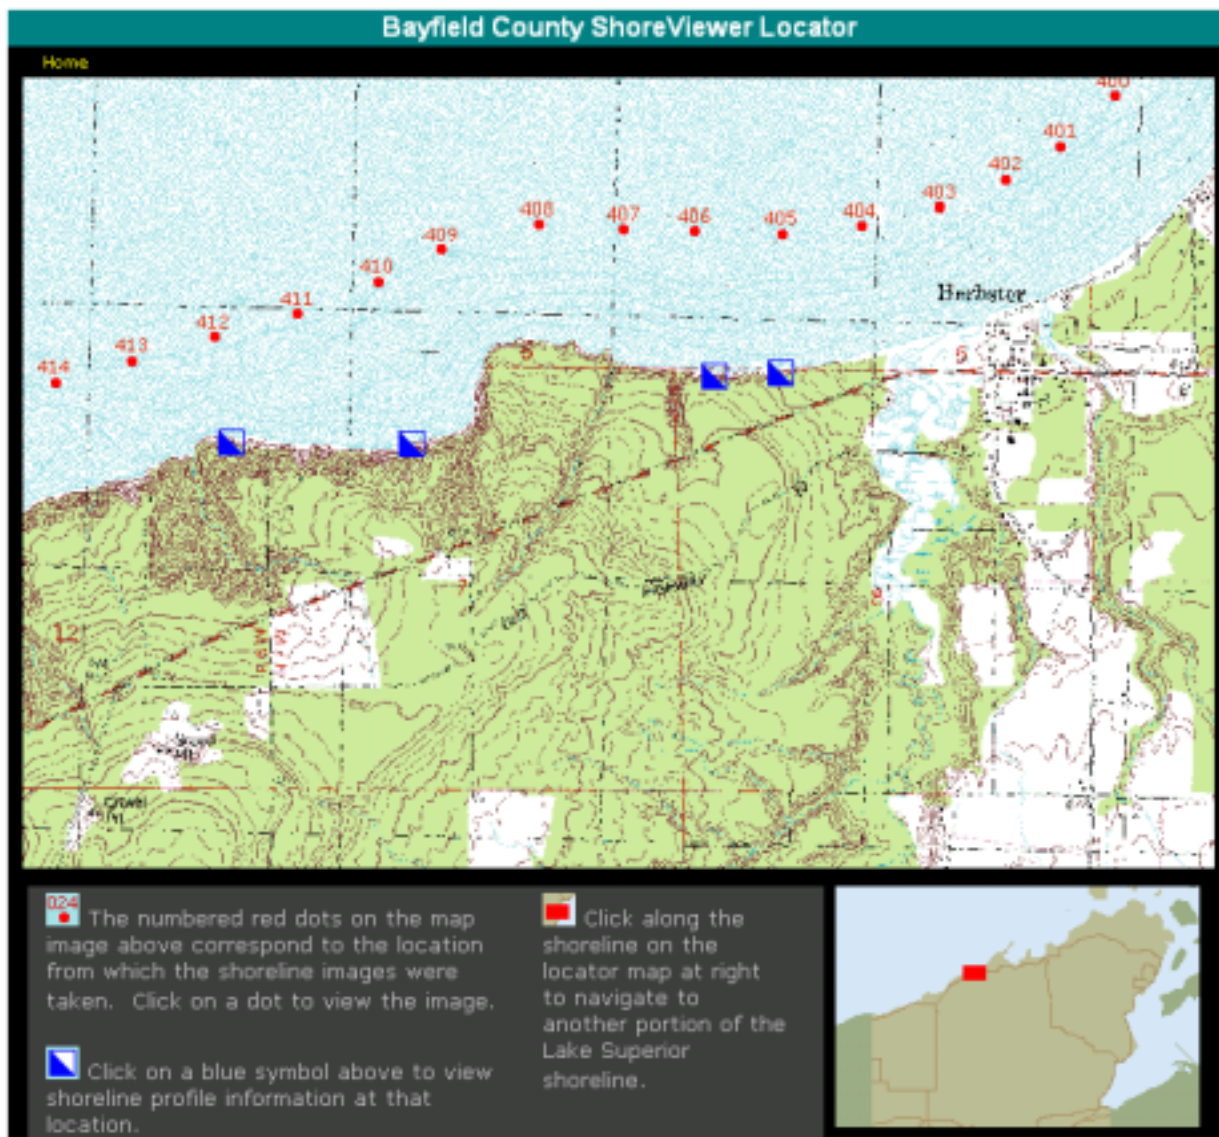 Bayfield County ShoreViewer Locator
Home
400
401
402
403
404
405
406
407
408
409
410
411
412
413
414
Herbster
5
6
7
8
12
Gravel
Pit
024
The numbered red dots on the map
image above correspond to the location
from which the shoreline images were
taken. Click on a dot to view the image.
Click on a blue symbol above to view
shoreline profile information at that
location.
Click along the
shoreline on the
locator map at right
to navigate to
another portion of the
Lake Superior
shoreline.